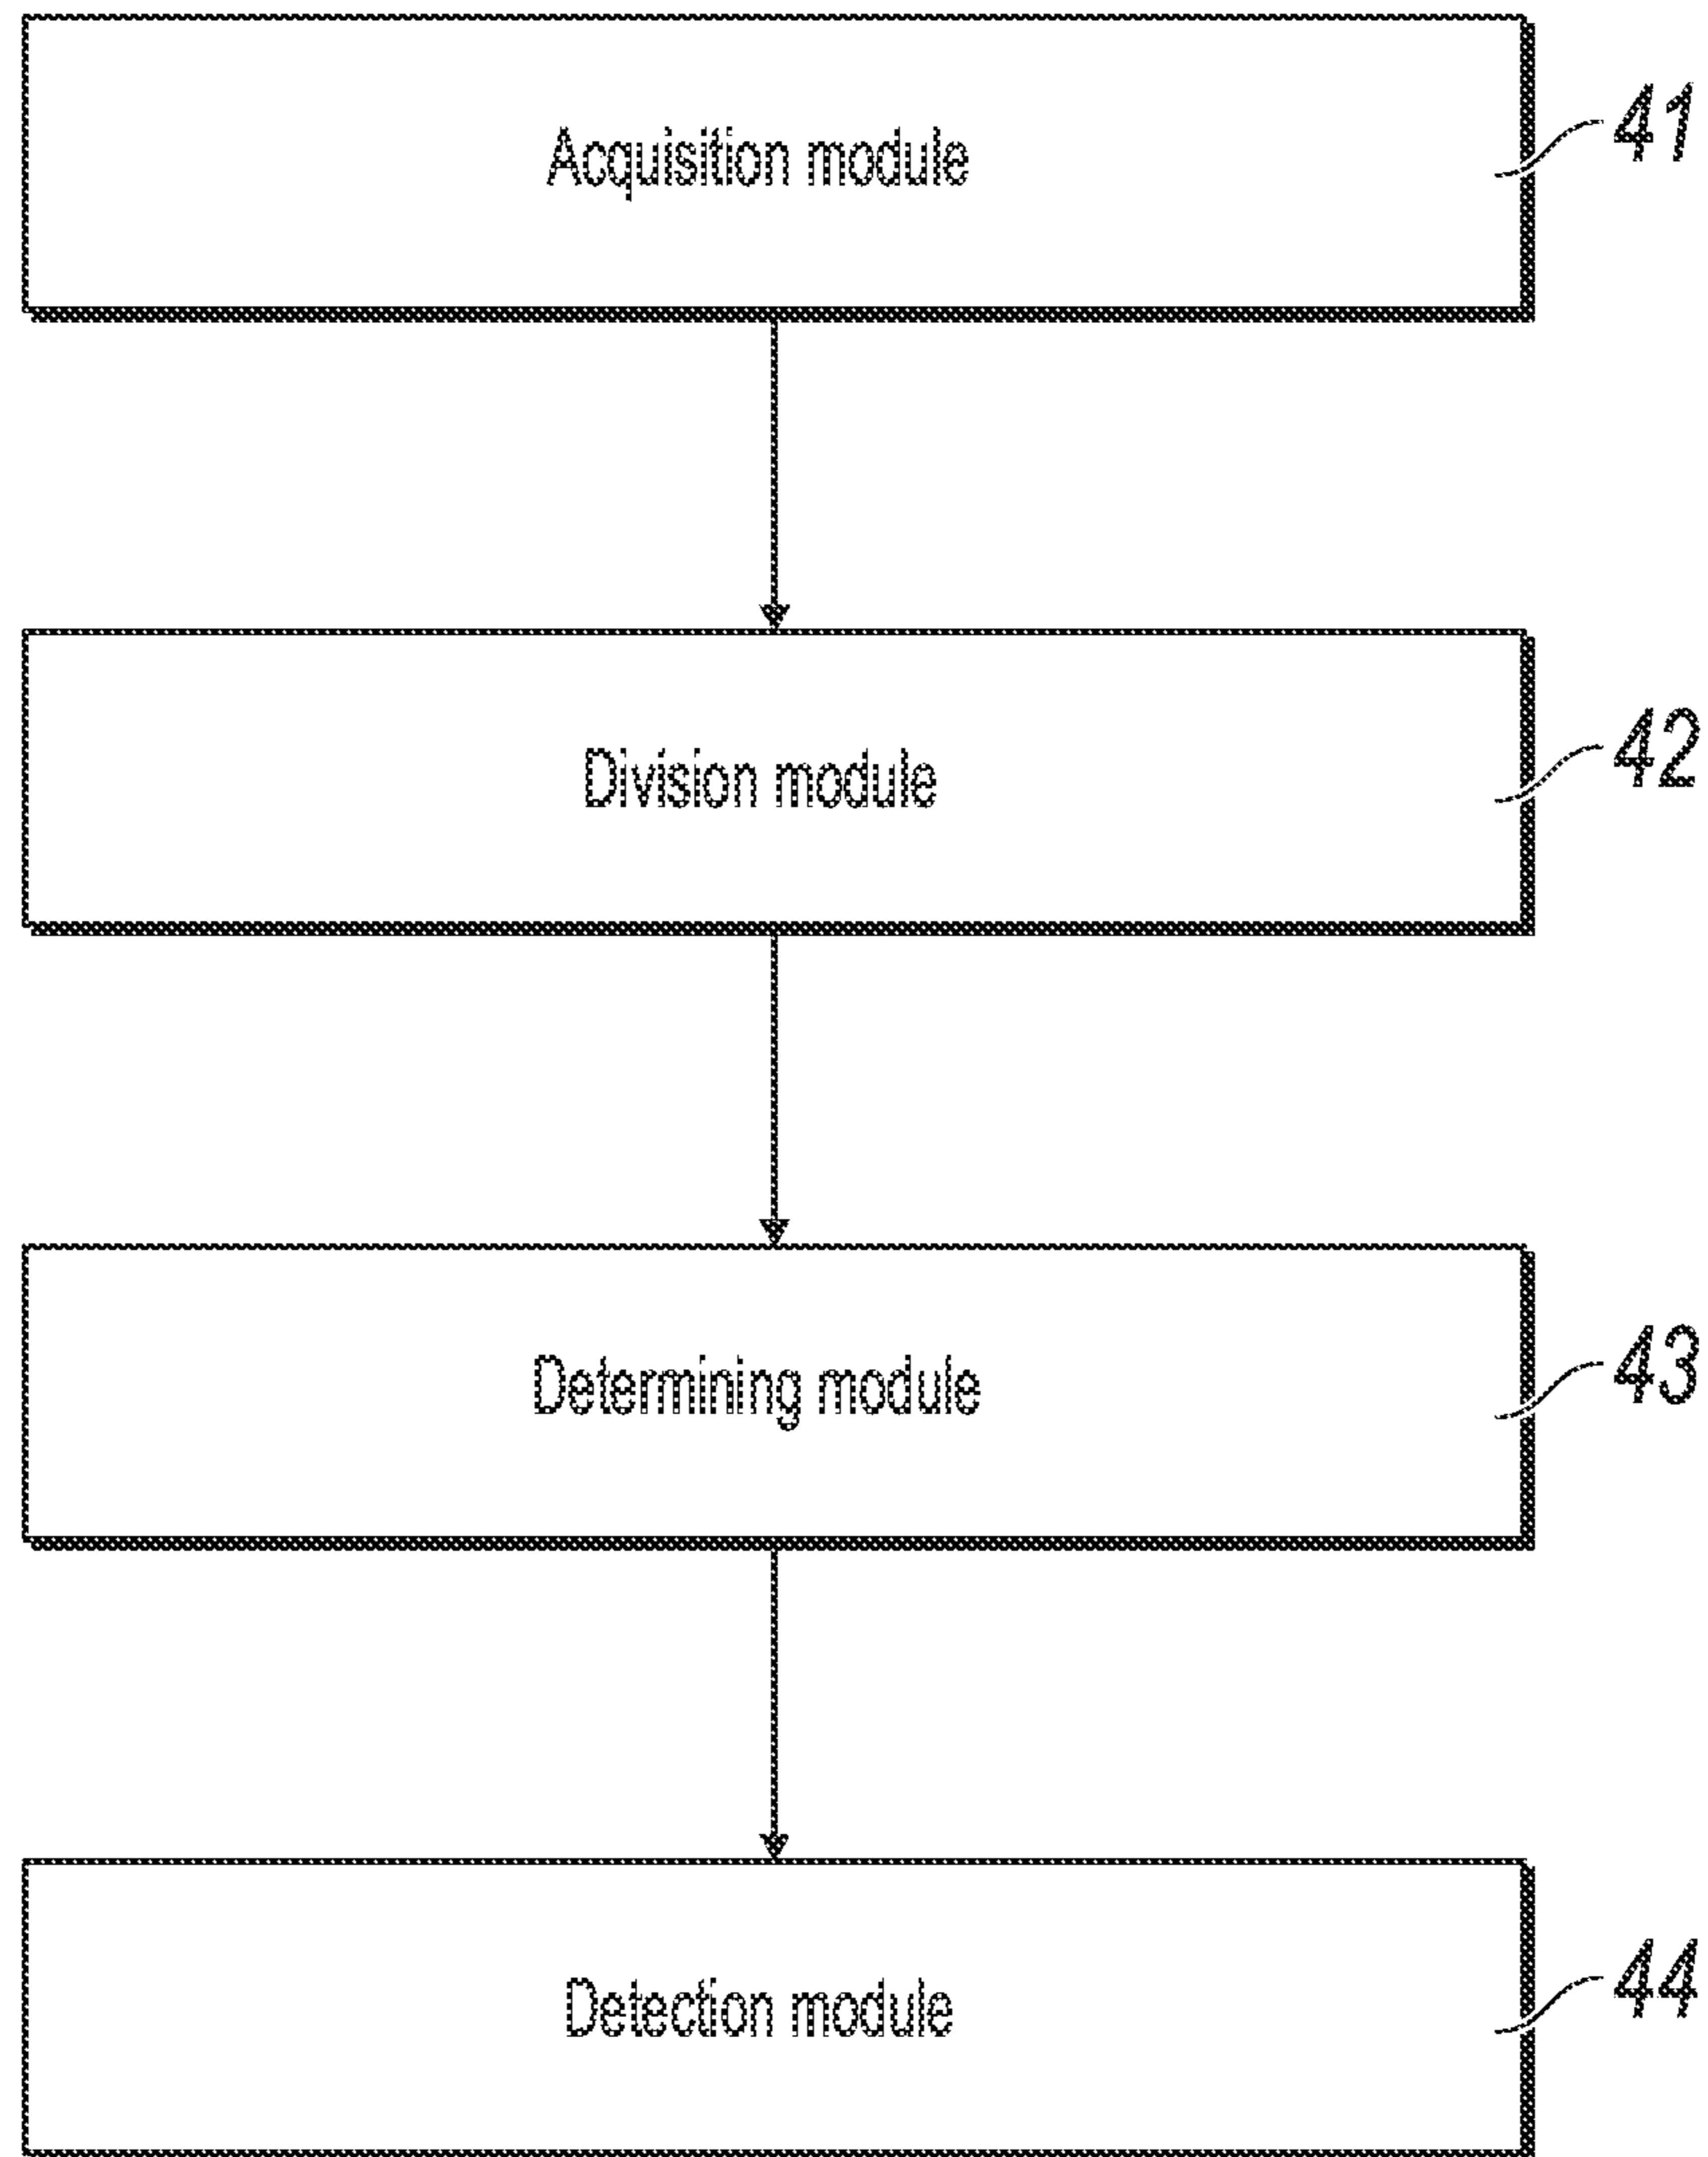 Acquisition module
41
Division module
42
Determining module
43
Detection module
44